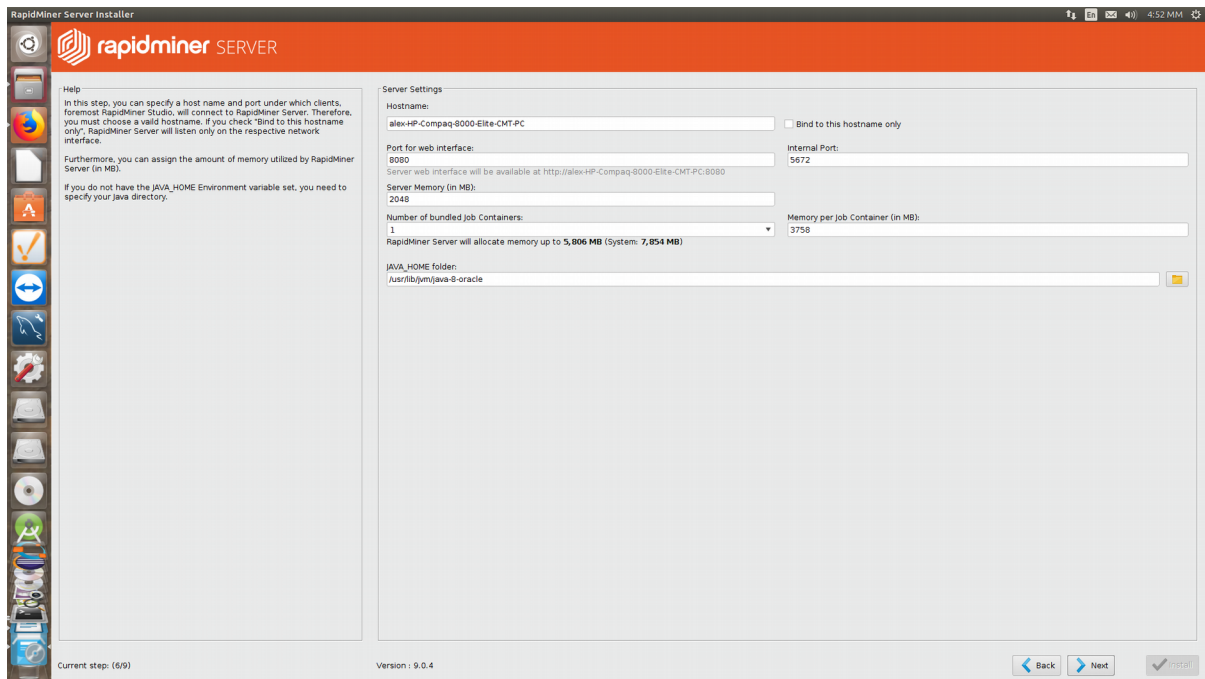 RapidMiner Server Installer
En
4:52 MM
rapidminer SERVER
Help
In this step, you can specify a host name and port under which clients,
foremost RapidMiner Studio, will connect to RapidMiner Server. Therefore,
you must choose a valid hostname. If you check "Bind to this hostname
only", RapidMiner Server will listen only on the respective network
interface.
Furthermore, you can assign the amount of memory utilized by RapidMiner
Server (in MB).
If you do not have the JAVA_HOME Environment variable set, you need to
specify your Java directory.
Server Settings
Hostname:
alex-HP-Compaq-8000-Elite-CMT-PC
Bind to this hostname only
Port for web interface:
Internal Port:
8080
5672
Server web interface will be available at http://alex-HP-Compaq-8000-Elite-CMT-PC:8080
Server Memory (in MB):
2048
Number of bundled Job Containers:
Memory per Job Container (in MB):
1
3758
RapidMiner Server will allocate memory up to 5,806 MB (System: 7,854 MB)
JAVA_HOME folder:
/usr/lib/jvm/java-8-oracle
Current step: (6/9)
Version : 9.0.4
Back
Next
Install